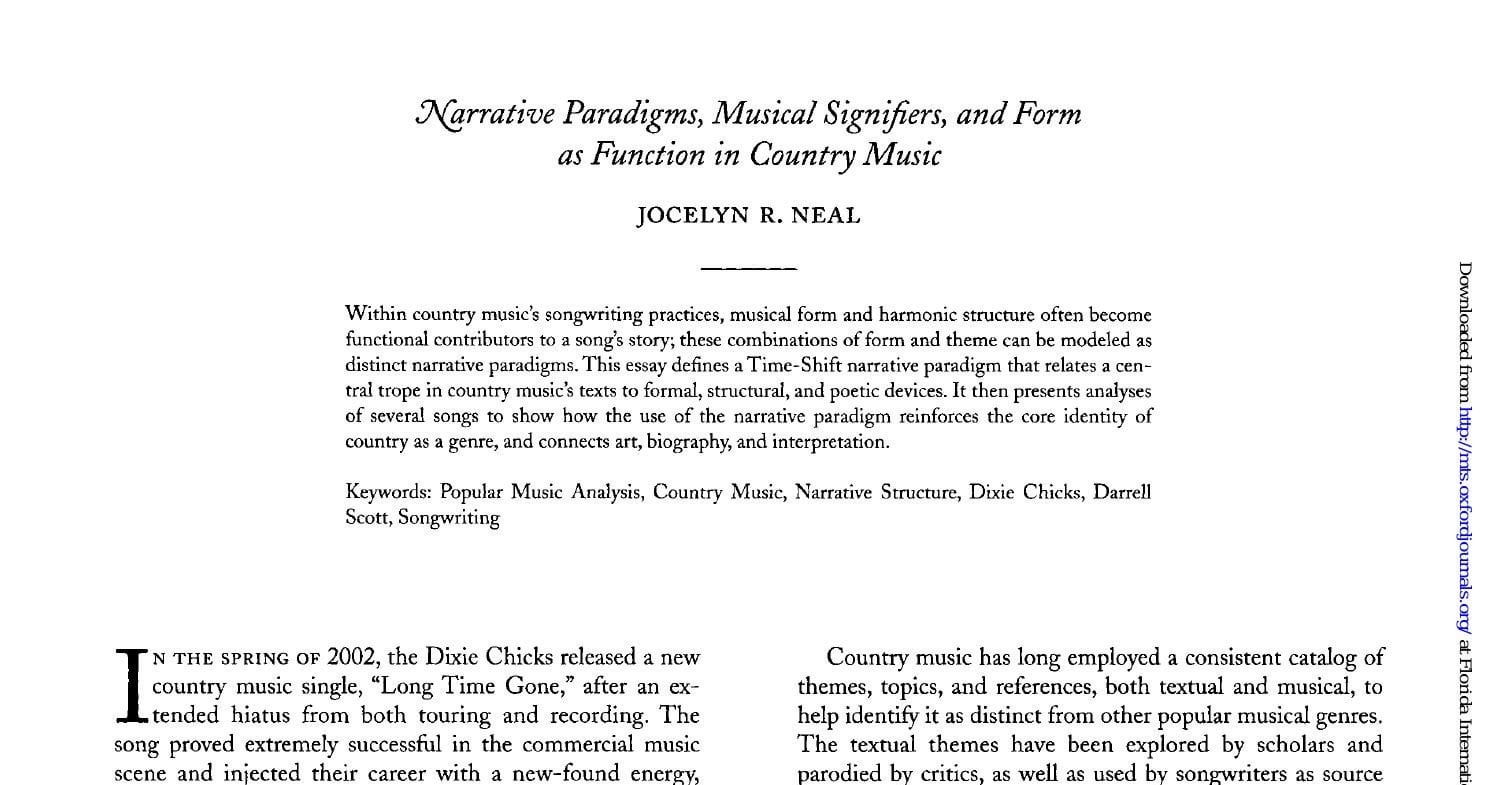 Narrative Paradigms, Musical Signifiers, and Form
as Function in Country Music
JOCELYN R. NEAL
Within country music's songwriting practices, musical form and harmonic structure often become
functional contributors to a song's story; these combinations of form and theme can be modeled as
distinct narrative paradigms. This essay defines a Time-Shift narrative paradigm that relates a cen-
tral trope in country music's texts to formal, structural, and poetic devices. It then presents analyses
of several songs to show how the use of the narrative paradigm reinforces the core identity of
country as a genre, and connects art, biography, and interpretation.
Keywords: Popular Music Analysis, Country Music, Narrative Structure, Dixie Chicks, Darrell
Scott, Songwriting
IN THE SPRING OF 2002, the Dixie Chicks released a new
country music single, “Long Time Gone,” after an ex-
tended hiatus from both touring and recording. The
song proved extremely successful in the commercial music
scene and injected their career with a new-found energy,
Country music has long employed a consistent catalog of
themes, topics, and references, both textual and musical, to
help identify it as distinct from other popular musical genres.
The textual themes have been explored by scholars and
parodied by critics, as well as used by songwriters as source
Downloaded from http://mts.oxfordjournals.org/ at Florida